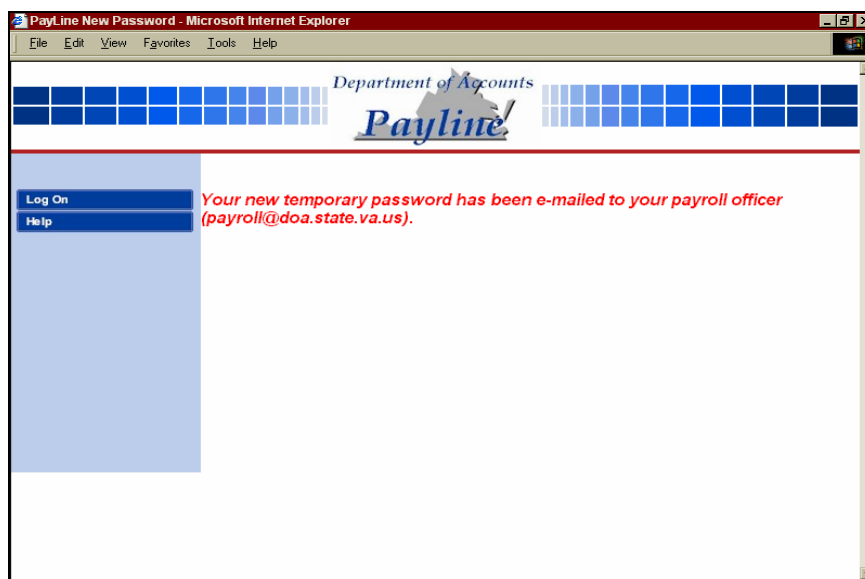 PayLine New Password - Microsoft Internet Explorer
File Edit View Favorites Tools Help
Department of Accounts
Payline
Log On
Help
Your new temporary password has been e-mailed to your payroll officer
(payroll@doa.state.va.us).